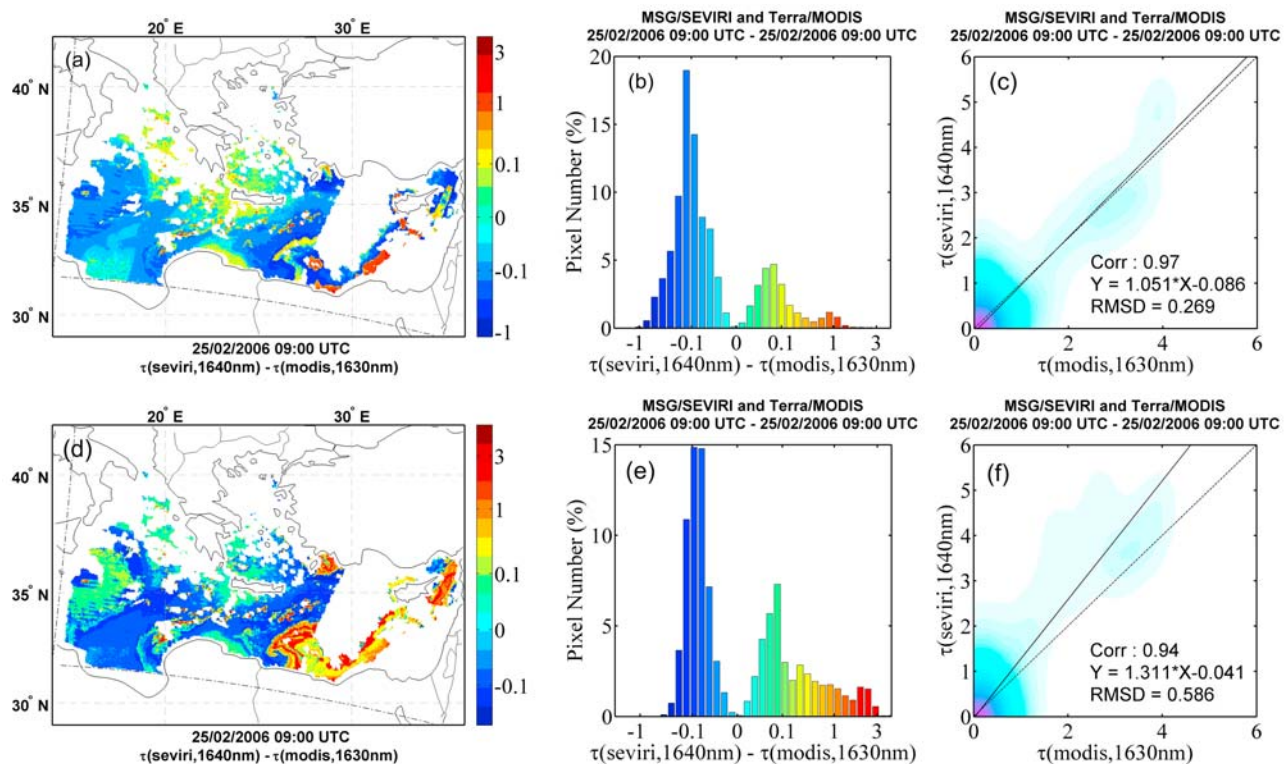 20° E 30° E
(a)
40° N
35° N
30° N
3
1
0.1
0
-0.1
-1
25/02/2006 09:00 UTC
τ(seviri,1640nm) - τ(modis,1630nm)
MSG/SEVIRI and Terra/MODIS
25/02/2006 09:00 UTC - 25/02/2006 09:00 UTC
(b)
Pixel Number (%)
20
15
10
5
0
-1 -0.1 0 0.1 1 3
τ(seviri,1640nm) - τ(modis,1630nm)
MSG/SEVIRI and Terra/MODIS
25/02/2006 09:00 UTC - 25/02/2006 09:00 UTC
(c)
τ(seviri,1640nm)
6
5
4
3
2
1
0
Corr : 0.97
Y = 1.051*X-0.086
RMSD = 0.269
0 2 4 6
τ(modis,1630nm)
20° E 30° E
(d)
40° N
35° N
30° N
1
0.1
0
-0.1
25/02/2006 09:00 UTC
τ(seviri,1640nm) - τ(modis,1630nm)
MSG/SEVIRI and Terra/MODIS
25/02/2006 09:00 UTC - 25/02/2006 09:00 UTC
(e)
Pixel Number (%)
15
10
5
0
-1 -0.1 0 0.1 1 3
τ(seviri,1640nm) - τ(modis,1630nm)
MSG/SEVIRI and Terra/MODIS
25/02/2006 09:00 UTC - 25/02/2006 09:00 UTC
(f)
τ(seviri,1640nm)
6
5
4
3
2
1
0
Corr : 0.94
Y = 1.311*X-0.041
RMSD = 0.586
0 2 4 6
τ(modis,1630nm)